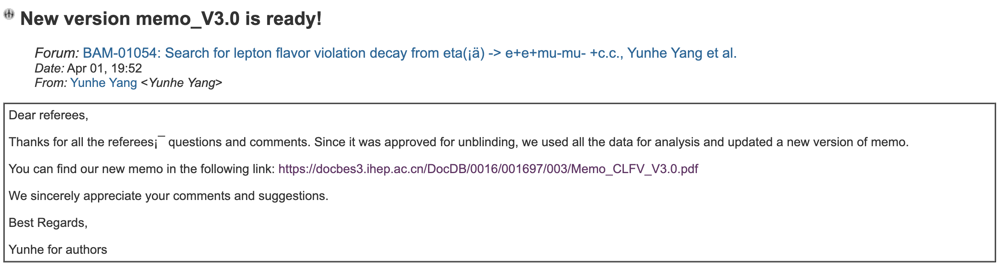 New version memo_V3.0 is ready!
Forum: BAM-01054: Search for lepton flavor violation decay from eta(¡ä) -> e+e+mu-mu- +c.c., Yunhe Yang et al.
Date: Apr 01, 19:52
From: Yunhe Yang <Yunhe Yang>
Dear referees,
Thanks for all the referees¡¯ questions and comments. Since it was approved for unblinding, we used all the data for analysis and updated a new version of memo.
You can find our new memo in the following link: https://docbes3.ihep.ac.cn/DocDB/0016/001697/003/Memo_CLFV_V3.0.pdf
We sincerely appreciate your comments and suggestions.
Best Regards,
Yunhe for authors